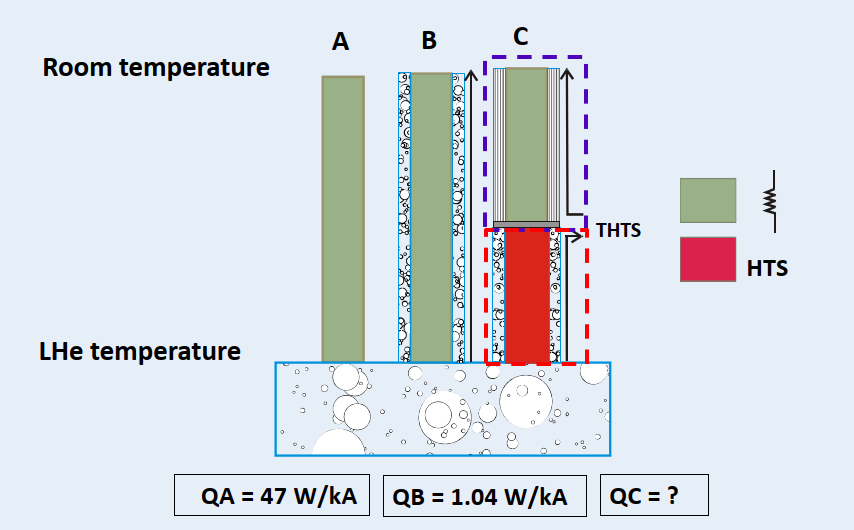 A
B
C
Room temperature
THTS
HTS
LHe temperature
QA = 47 W/kA
QB = 1.04 W/kA
QC = ?